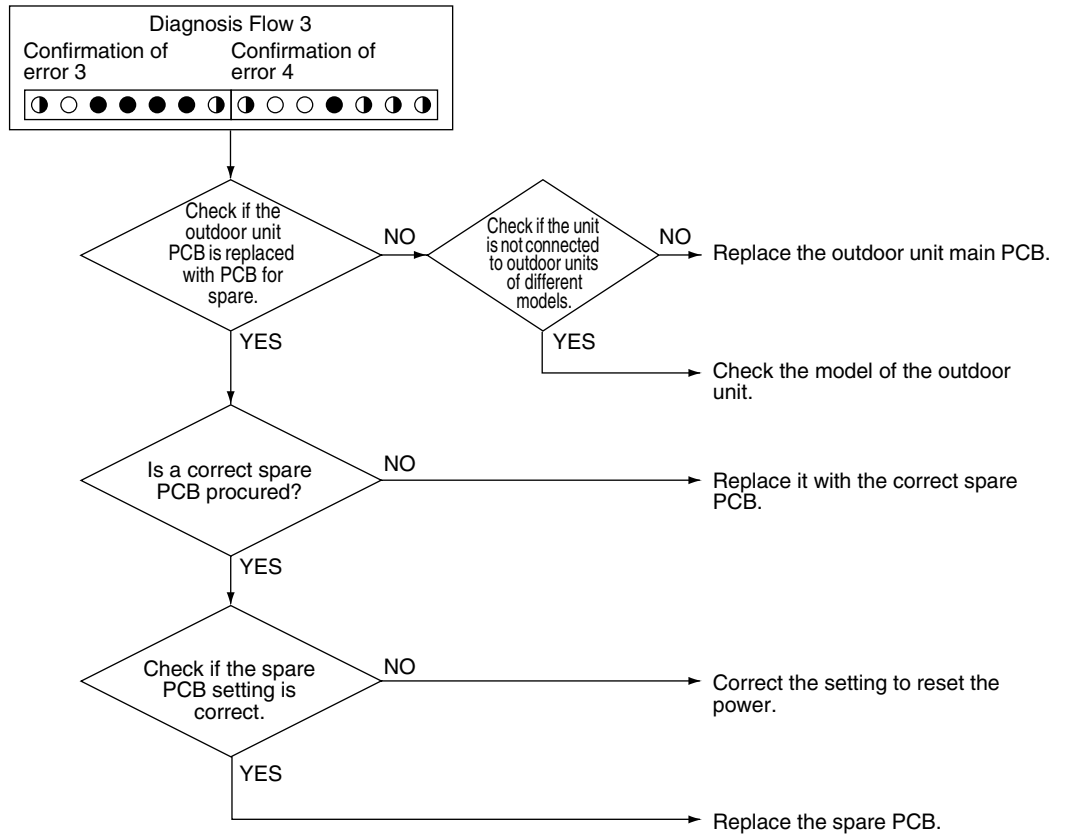 Diagnosis Flow 3
Confirmation of
error 3
Confirmation of
error 4
Check if the
outdoor unit
PCB is replaced
with PCB for
spare.
NO
Check if the unit
is not connected
to outdoor units
of different
models.
NO
Replace the outdoor unit main PCB.
YES
YES
Check the model of the outdoor
unit.
Is a correct spare
PCB procured?
NO
Replace it with the correct spare
PCB.
YES
Check if the spare
PCB setting is
correct.
NO
Correct the setting to reset the
power.
YES
Replace the spare PCB.